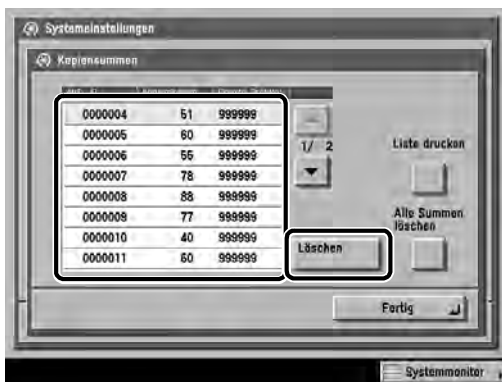 Systemeinstellungen
Kopiensummen
0000004 51 999999
0000005 60 999999
0000006 55 999999
0000007 78 999999
0000008 88 999999
0000009 77 999999
0000010 40 999999
0000011 60 999999
1/ 2
Liste drucken
Alle Summen
löschen
Löschen
Fertig
Systemmonitor